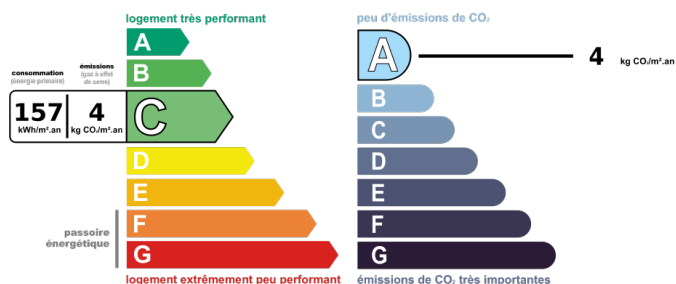 logement très performant
A
B
consommation
(énergie primaire)
émissions
(gaz à effet
de serre)
157
kWh/m².an
4
kg CO₂/m².an
C
D
E
F
G
passoire
énergétique
logement extrêmement peu performant
peu d'émissions de CO₂
A
4
kg CO₂/m².an
B
C
D
E
F
G
émissions de CO₂ très importantes